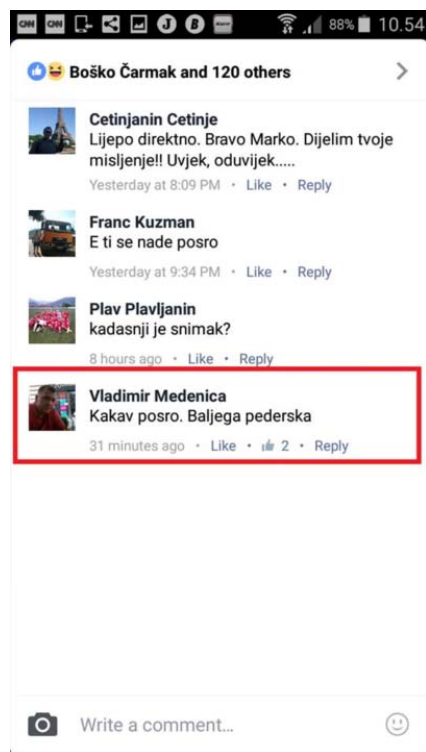 CNN CNN J B 88% 10.54
Boško Čarmak and 120 others
Cetinjanin Cetinje
Lijepo direktno. Bravo Marko. Dijelim tvoje
misljenje!! Uvjek, oduvijek.....
Yesterday at 8:09 PM • Like • Reply
Franc Kuzman
E ti se nade posro
Yesterday at 9:34 PM • Like • Reply
Plav Plavljanin
kadasnji je snimak?
8 hours ago • Like • Reply
Vladimir Medenica
Kakav posro. Baljega pederska
31 minutes ago • Like • 2 • Reply
Write a comment...